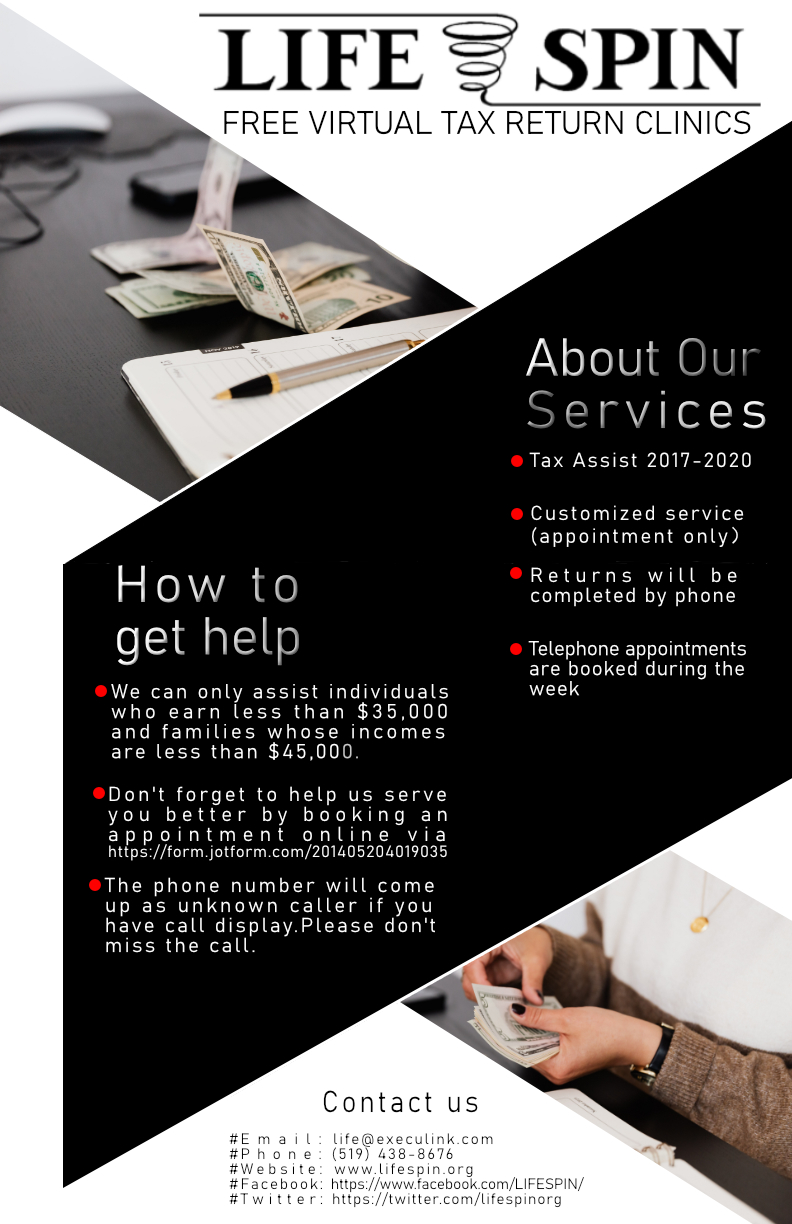 LIFE SPIN
FREE VIRTUAL TAX RETURN CLINICS
10
About Our
Services
Tax Assist 2017-2020
Customized service
(appointment only)
Returns will be
completed by phone
Telephone appointments
are booked during the
week
How to
get help
We can only assist individuals
who earn less than $35,000
and families whose incomes
are less than $45,000.
Don't forget to help us serve
you better by booking an
appointment online via
https://form.jotform.com/201405204019035
The phone number will come
up as unknown caller if you
have call display.Please don't
miss the call.
Contact us
#Email: life@execulink.com
#Phone: (519) 438-8676
#Website: www.lifespin.org
#Facebook: https://www.facebook.com/LIFESPIN/
#Twitter: https://twitter.com/lifespinorg